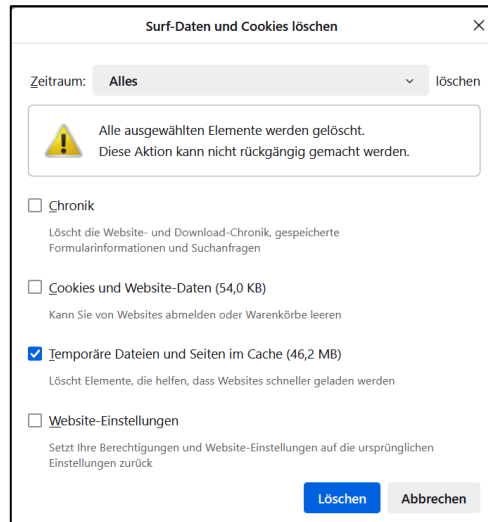 Surf-Daten und Cookies löschen
Zeitraum: Alles löschen
Alle ausgewählten Elemente werden gelöscht.
Diese Aktion kann nicht rückgängig gemacht werden.
Chronik
Löscht die Website- und Download-Chronik, gespeicherte
Formularinformationen und Suchanfragen
Cookies und Website-Daten (54,0 KB)
Kann Sie von Websites abmelden oder Warenkörbe leeren
Temporäre Dateien und Seiten im Cache (46,2 MB)
Löscht Elemente, die helfen, dass Websites schneller geladen werden
Website-Einstellungen
Setzt Ihre Berechtigungen und Website-Einstellungen auf die ursprünglichen
Einstellungen zurück
Löschen Abbrechen